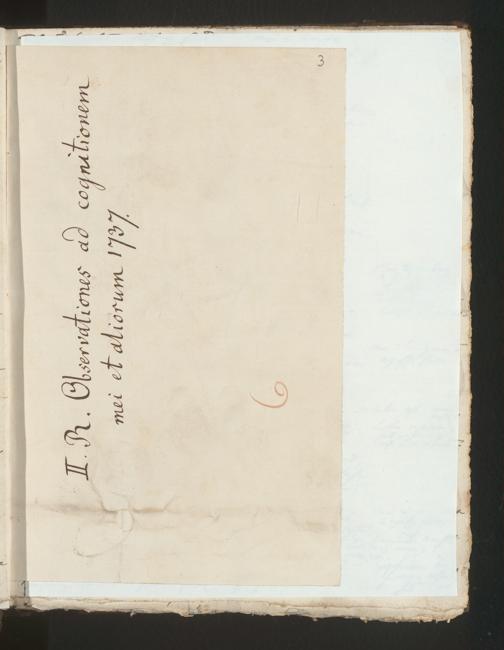 3
II. R. Observationes ad cognitionem
mei et aliorum 1737.
6